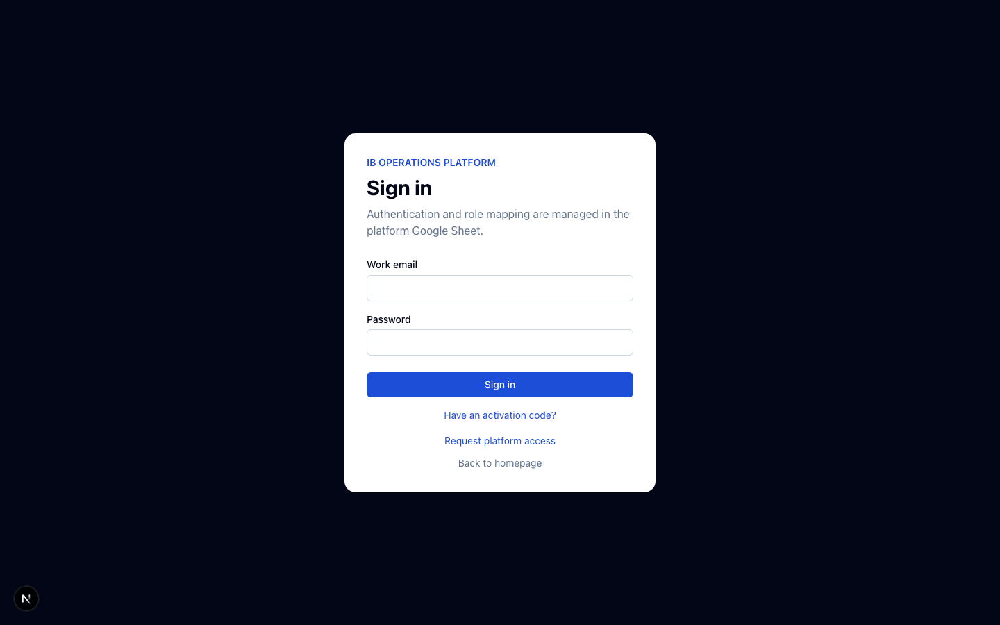 IB OPERATIONS PLATFORM
Sign in
Authentication and role mapping are managed in the
platform Google Sheet.
Work email
Password
Sign in
Have an activation code?
Request platform access
Back to homepage
N